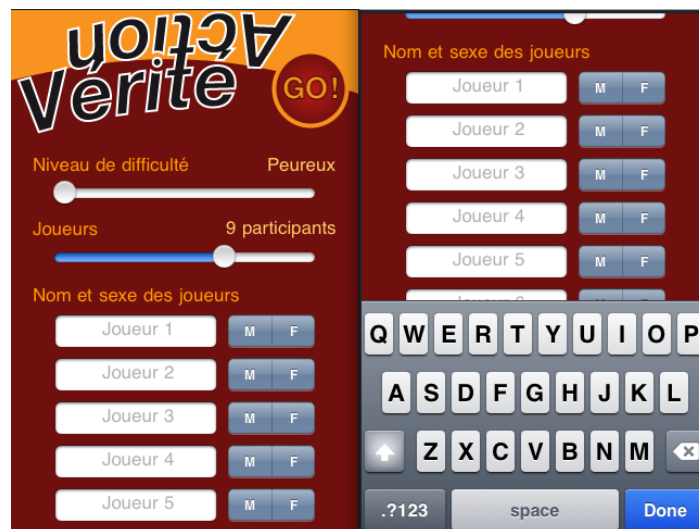 Action
Vérité
GO!
Niveau de difficulté Peureux
Joueurs 9 participants
Nom et sexe des joueurs
Joueur 1 M F
Joueur 2 M F
Joueur 3 M F
Joueur 4 M F
Joueur 5 M F
Nom et sexe des joueurs
Joueur 1 M F
Joueur 2 M F
Joueur 3 M F
Joueur 4 M F
Joueur 5 M F
Q W E R T Y U I O P
A S D F G H J K L
Z X C V B N M
.?123 space Done